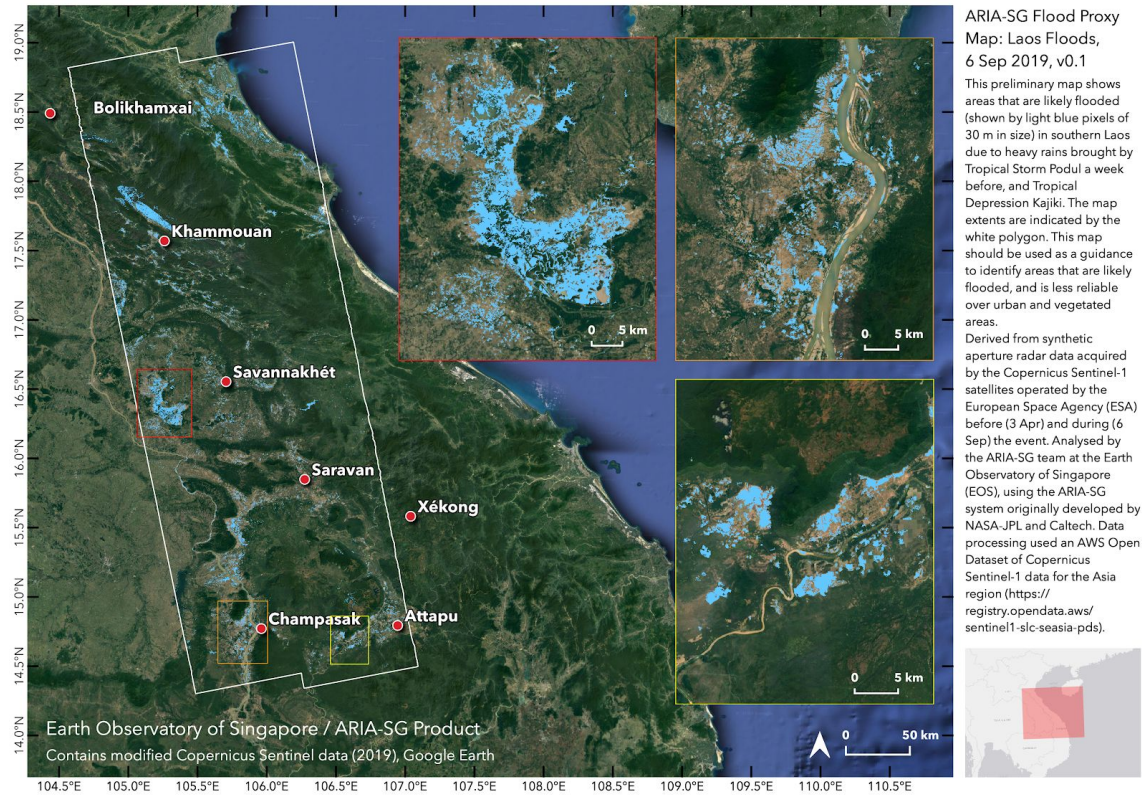 ARIA-SG Flood Proxy
Map: Laos Floods,
6 Sep 2019, v0.1
This preliminary map shows
areas that are likely flooded
(shown by light blue pixels of
30 m in size) in southern Laos
due to heavy rains brought by
Tropical Storm Podul a week
before, and Tropical
Depression Kajiki. The map
extents are indicated by the
white polygon. This map
should be used as a guidance
to identify areas that are likely
flooded, and is less reliable
over urban and vegetated
areas.
Derived from synthetic
aperture radar data acquired
by the Copernicus Sentinel-1
satellites operated by the
European Space Agency (ESA)
before (3 Apr) and during (6
Sep) the event. Analysed by
the ARIA-SG team at the Earth
Observatory of Singapore
(EOS), using the ARIA-SG
system originally developed by
NASA-JPL and Caltech. Data
processing used an AWS Open
Dataset of Copernicus
Sentinel-1 data for the Asia
region (https://
registry.opendata.aws/
sentinel1-slc-seasia-pds).
19.0°N
18.5°N
18.0°N
17.5°N
17.0°N
16.5°N
16.0°N
15.5°N
15.0°N
14.5°N
14.0°N
Bolikhamxai
Khammouan
Savannakhét
Saravan
Xékong
Champasak
Attapu
0 5 km
0 5 km
0 5 km
0 50 km
Earth Observatory of Singapore / ARIA-SG Product
Contains modified Copernicus Sentinel data (2019), Google Earth
104.5°E 105.0°E 105.5°E 106.0°E 106.5°E 107.0°E 107.5°E 108.0°E 108.5°E 109.0°E 109.5°E 110.0°E 110.5°E